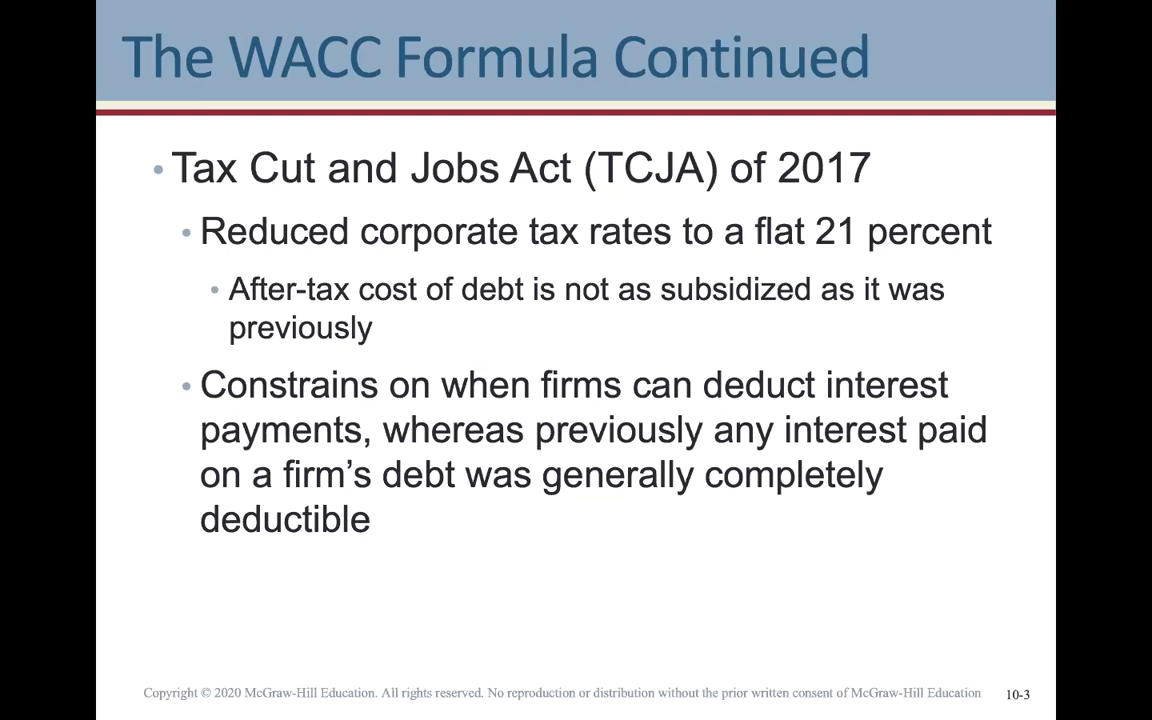 The WACC Formula Continued
• Tax Cut and Jobs Act (TCJA) of 2017
• Reduced corporate tax rates to a flat 21 percent
• After-tax cost of debt is not as subsidized as it was
previously
• Constrains on when firms can deduct interest
payments, whereas previously any interest paid
on a firm’s debt was generally completely
deductible
Copyright © 2020 McGraw-Hill Education. All rights reserved. No reproduction or distribution without the prior written consent of McGraw-Hill Education 10-3